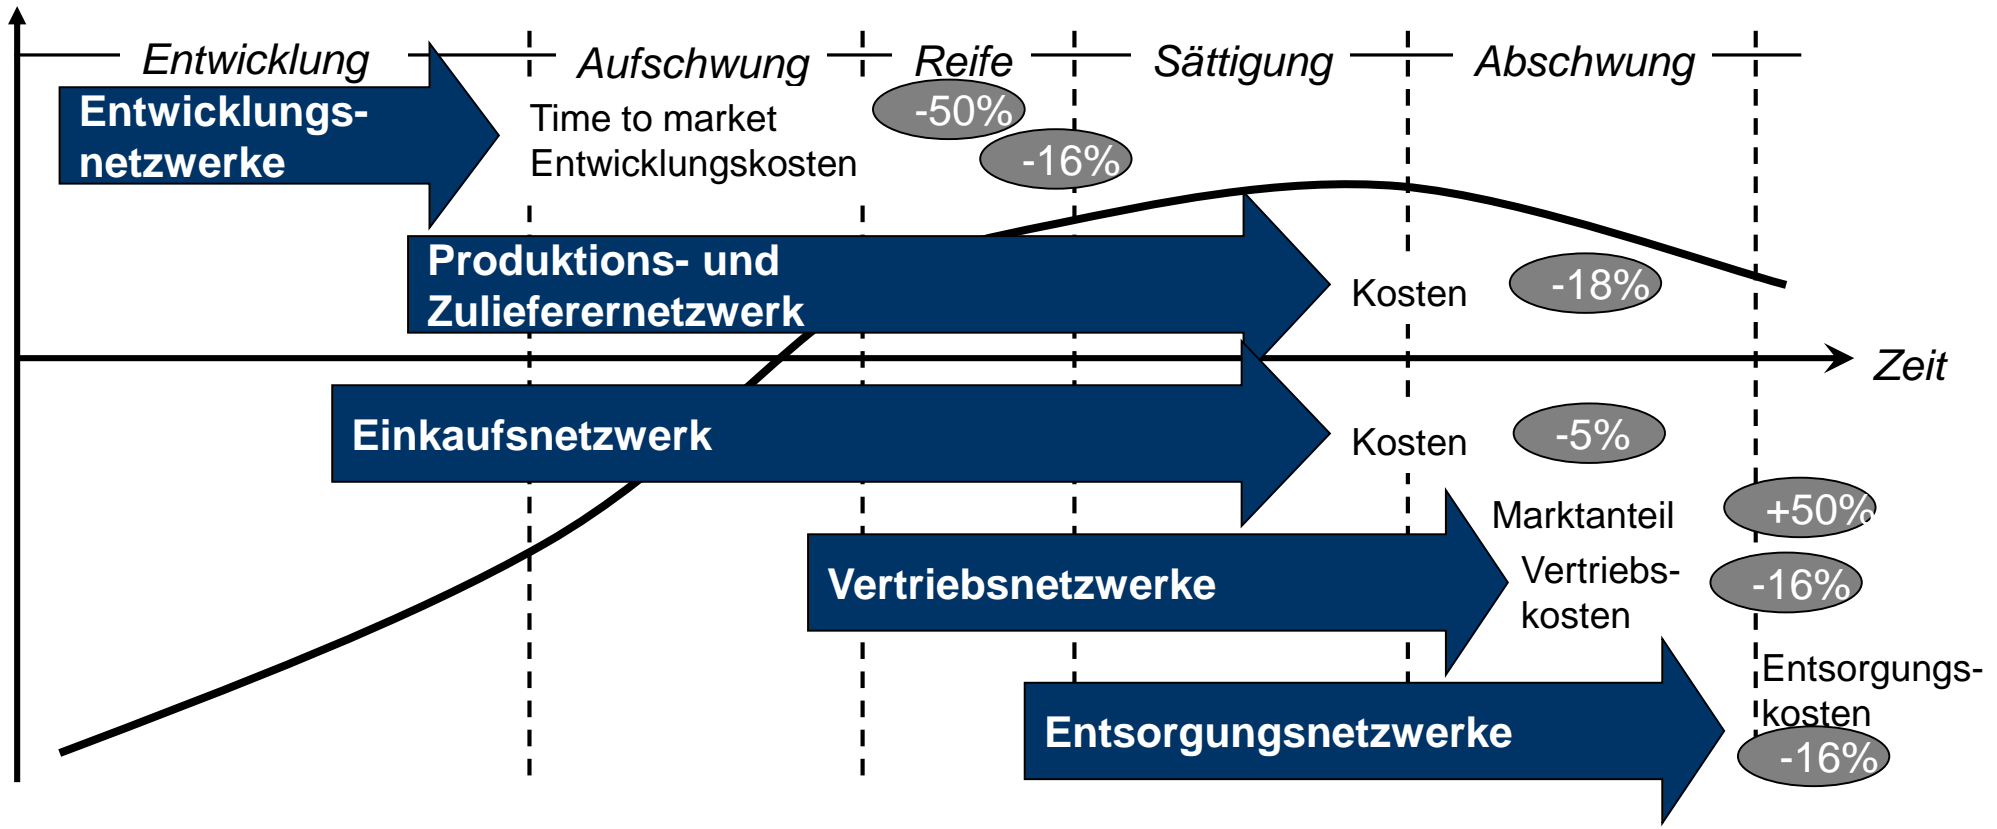 Entwicklung
Aufschwung
Reife
Sättigung
Abschwung
Entwicklungs-
netzwerke
Time to market
Entwicklungskosten
-50%
-16%
Produktions- und
Zulieferernetzwerk
Kosten
-18%
Zeit
Einkaufsnetzwerk
Kosten
-5%
Marktanteil
+50%
Vertriebsnetzwerke
Vertriebs-
kosten
-16%
Entsorgungsnetzwerke
Entsorgungs-
kosten
-16%